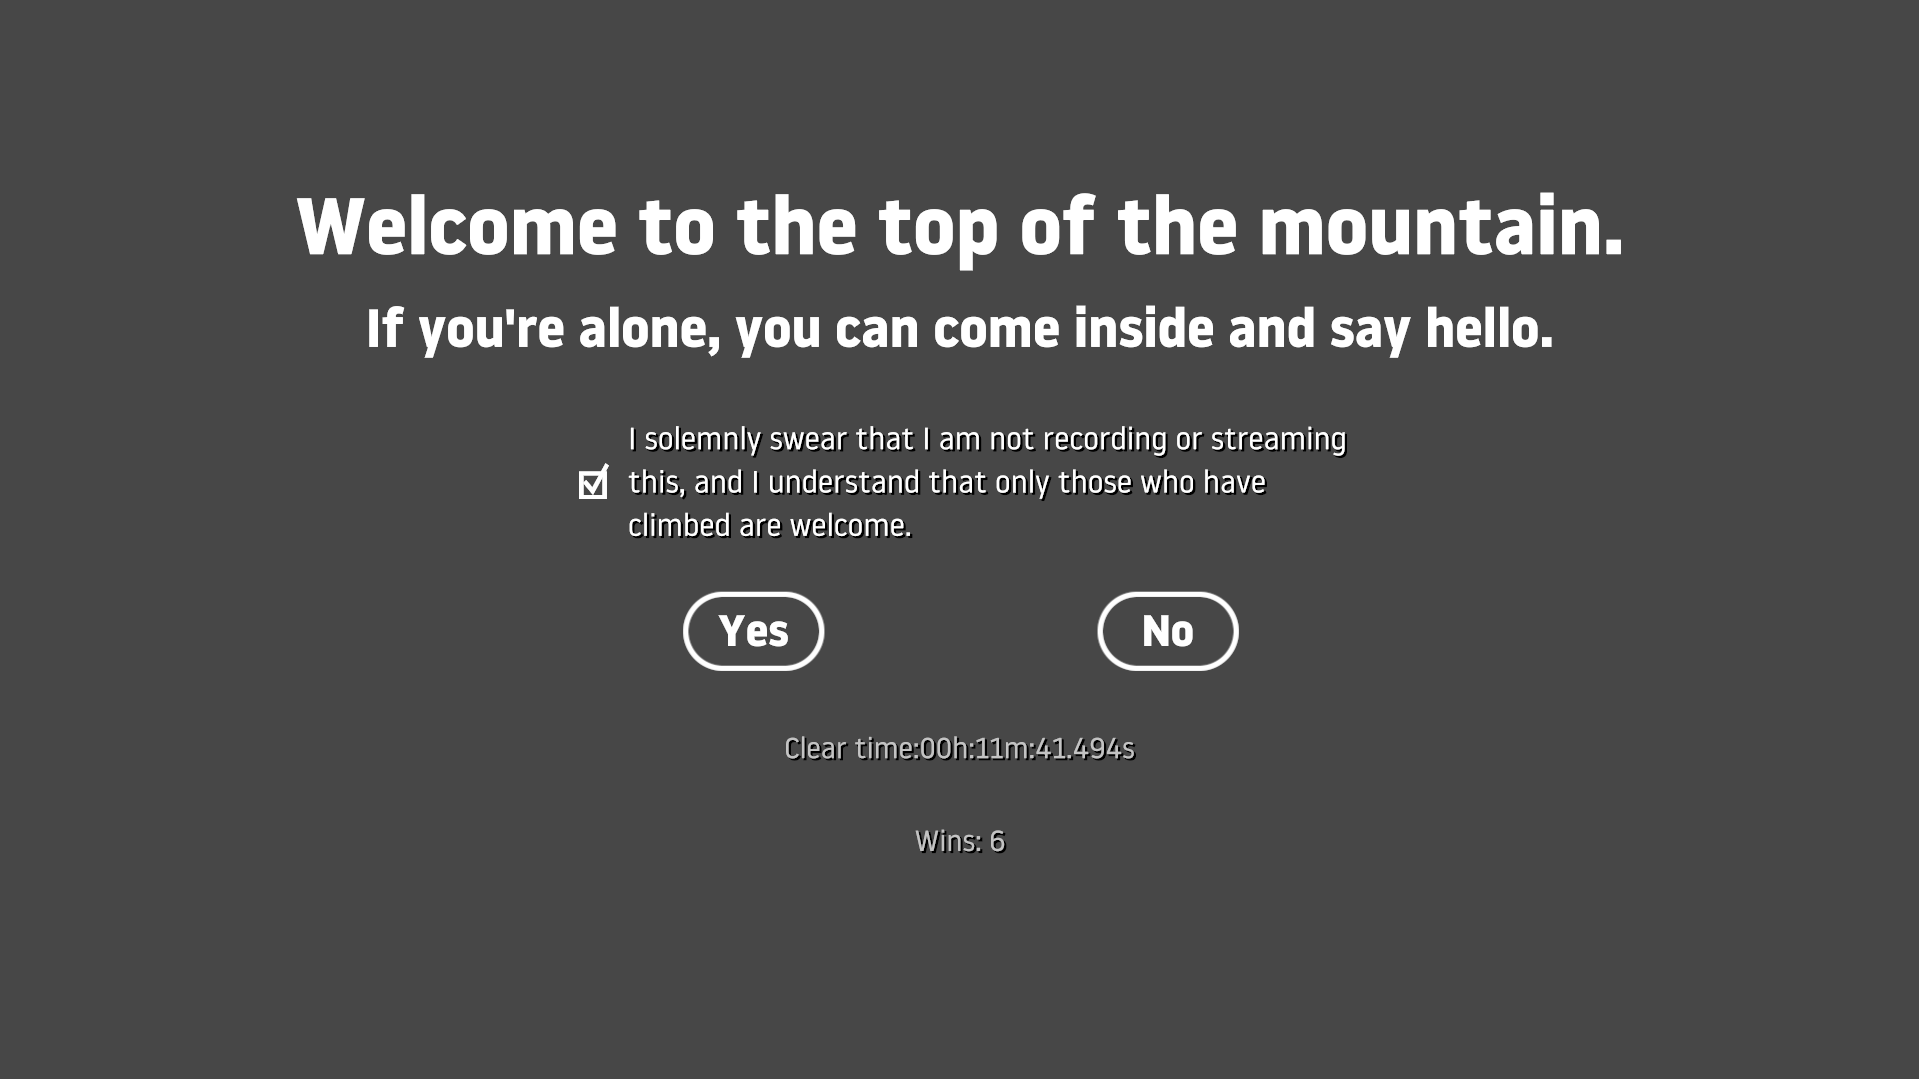 Welcome to the top of the mountain.
If you're alone, you can come inside and say hello.
I solemnly swear that I am not recording or streaming
this, and I understand that only those who have
climbed are welcome.
Yes
No
Clear time:00h:11m:41.494s
Wins: 6